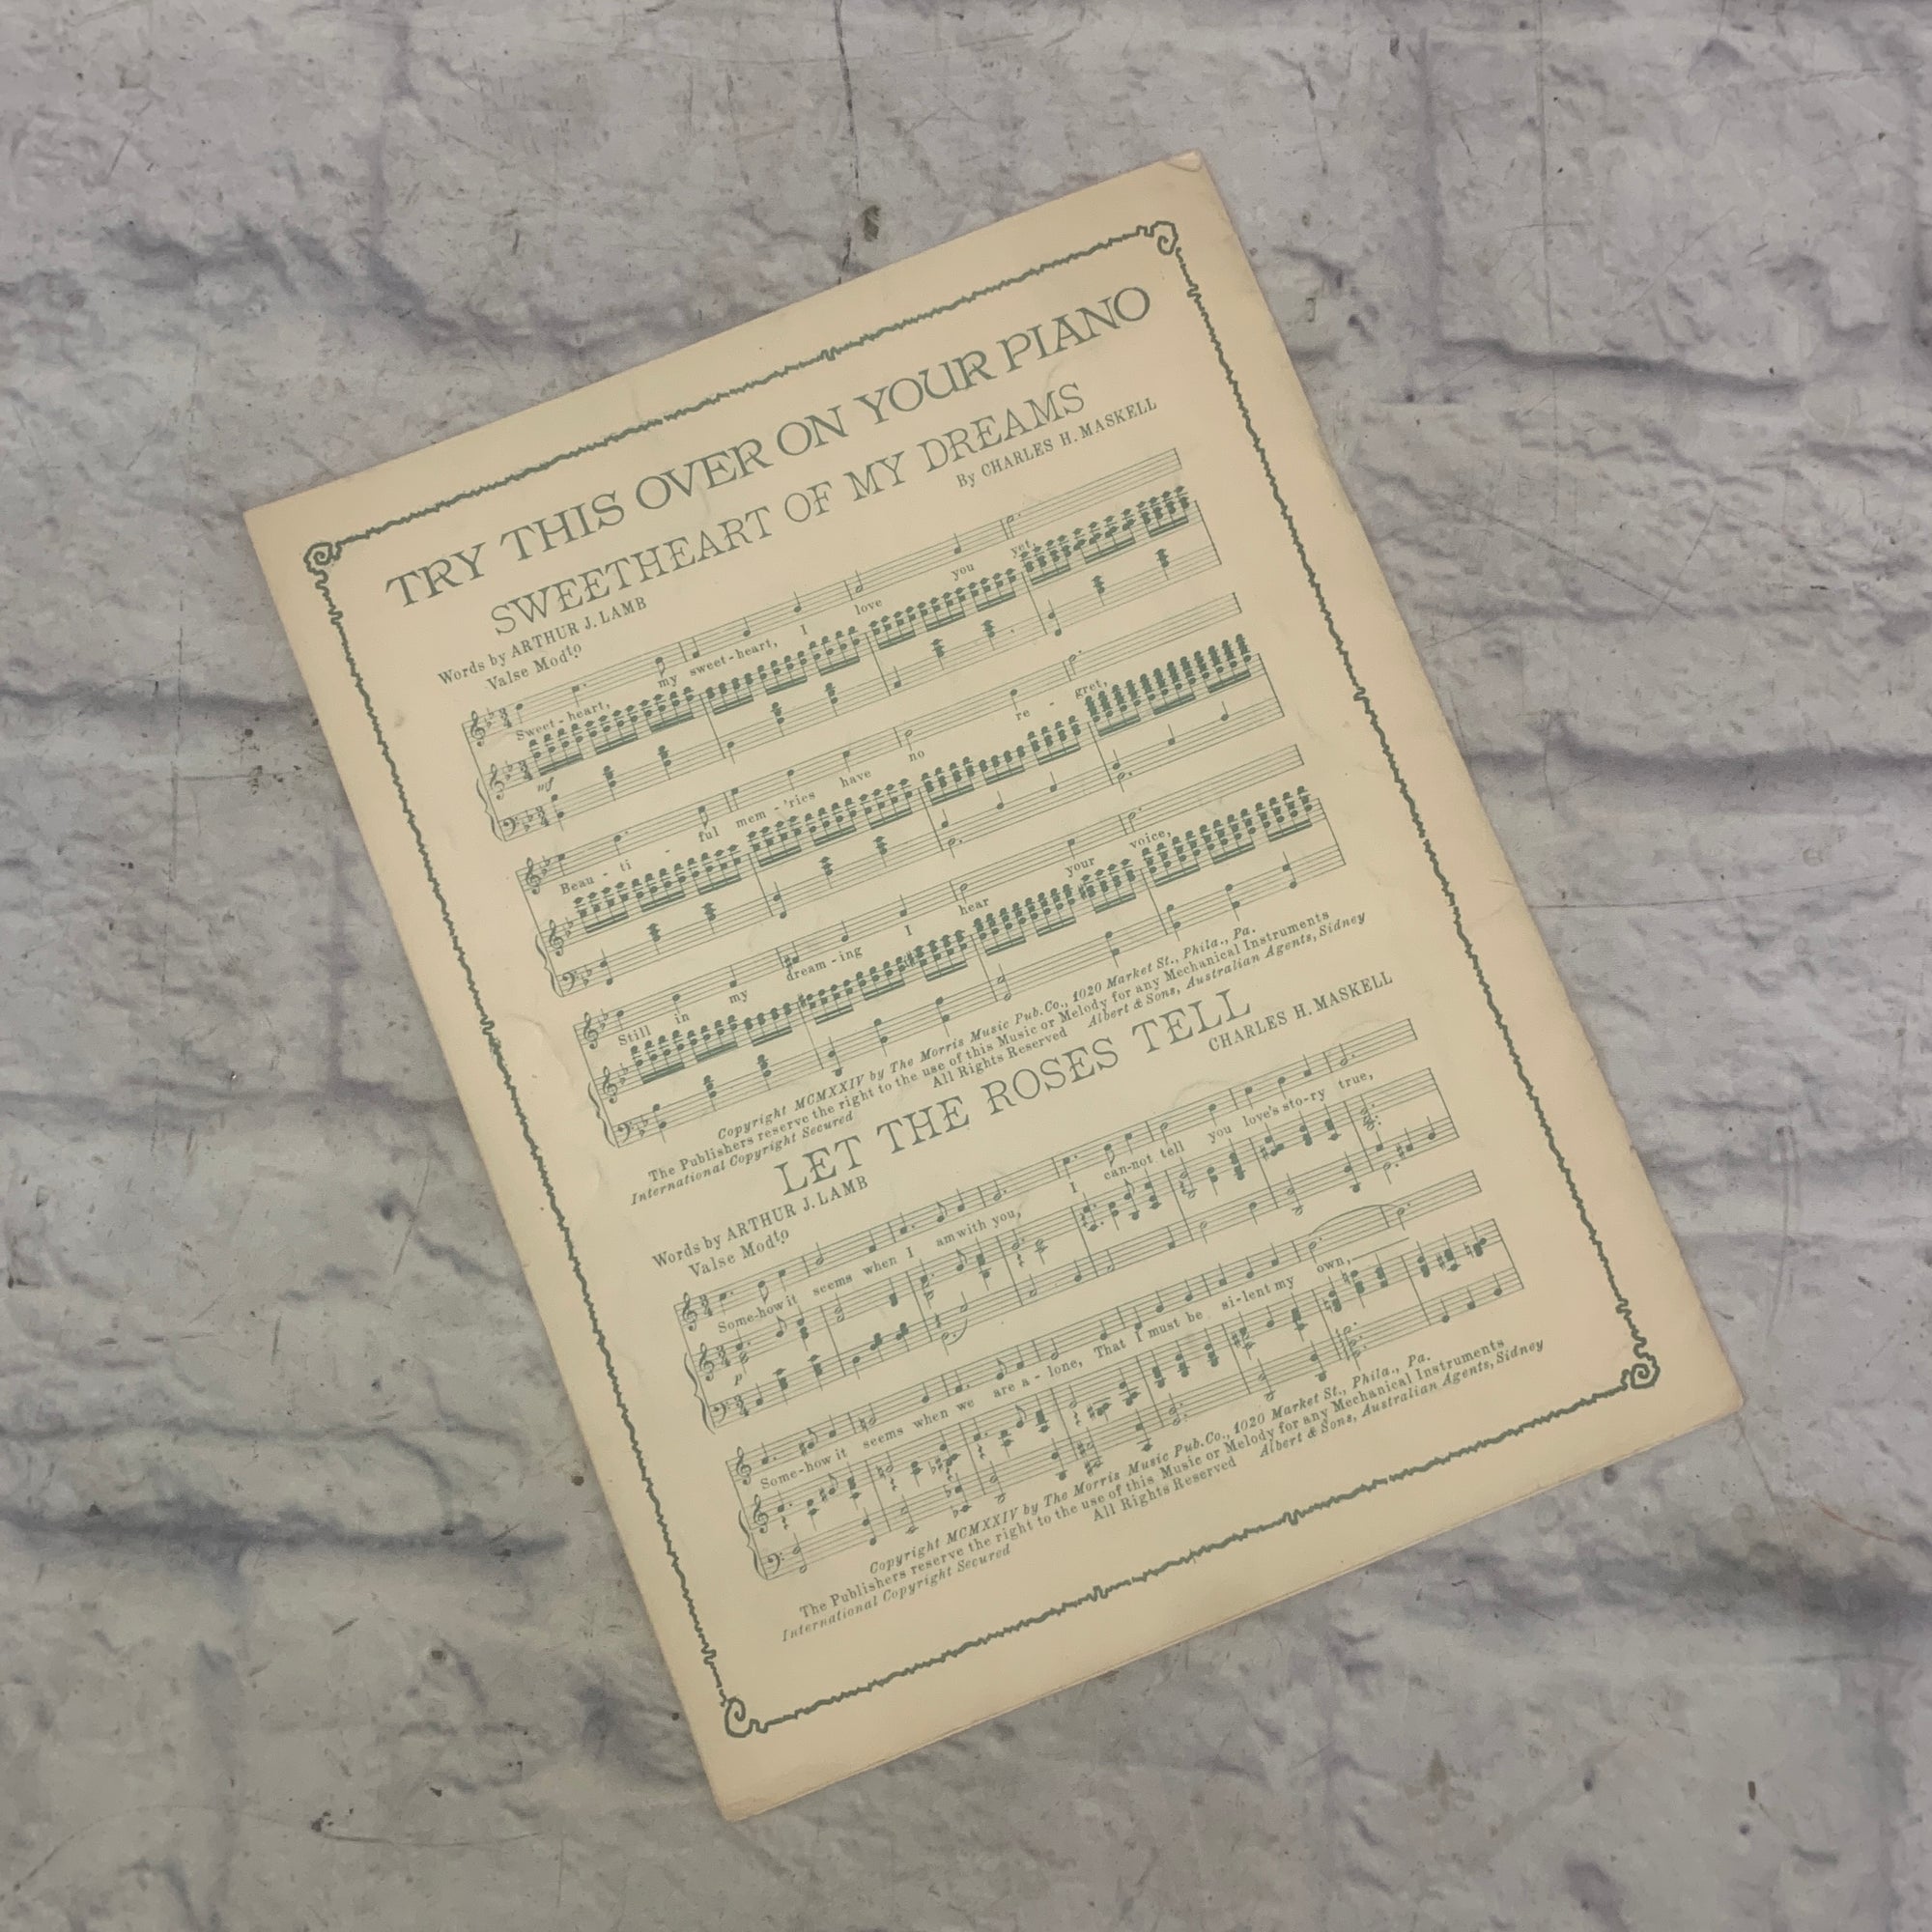 TRY THIS OVER ON YOUR PIANO
SWEETHEART OF MY DREAMS
Words by ARTHUR J. LAMB
By CHARLES H. MASKELL
Valse Modto
Sweet-heart, my sweet-heart, I love you yet,
Beau - ti - ful mem - 'ries have no re - gret,
Still in my dream-ing I hear your voice,
Copyright MCMXXIV by The Morris Music Pub. Co., 1020 Market St., Phila., Pa.
The Publishers reserve the right to the use of this Music or Melody for any Mechanical Instruments
International Copyright Secured All Rights Reserved Albert & Sons, Australian Agents, Sidney
LET THE ROSES TELL
Words by ARTHUR J. LAMB
CHARLES H. MASKELL
Valse Modto
p
Some-how it seems when I am with you, I can-not tell you love's sto-ry true,
Some-how it seems when we are a - lone, That I must be si-lent my own,
Copyright MCMXXIV by The Morris Music Pub. Co., 1020 Market St., Phila., Pa.
The Publishers reserve the right to the use of this Music or Melody for any Mechanical Instruments
International Copyright Secured All Rights Reserved Albert & Sons, Australian Agents, Sidney